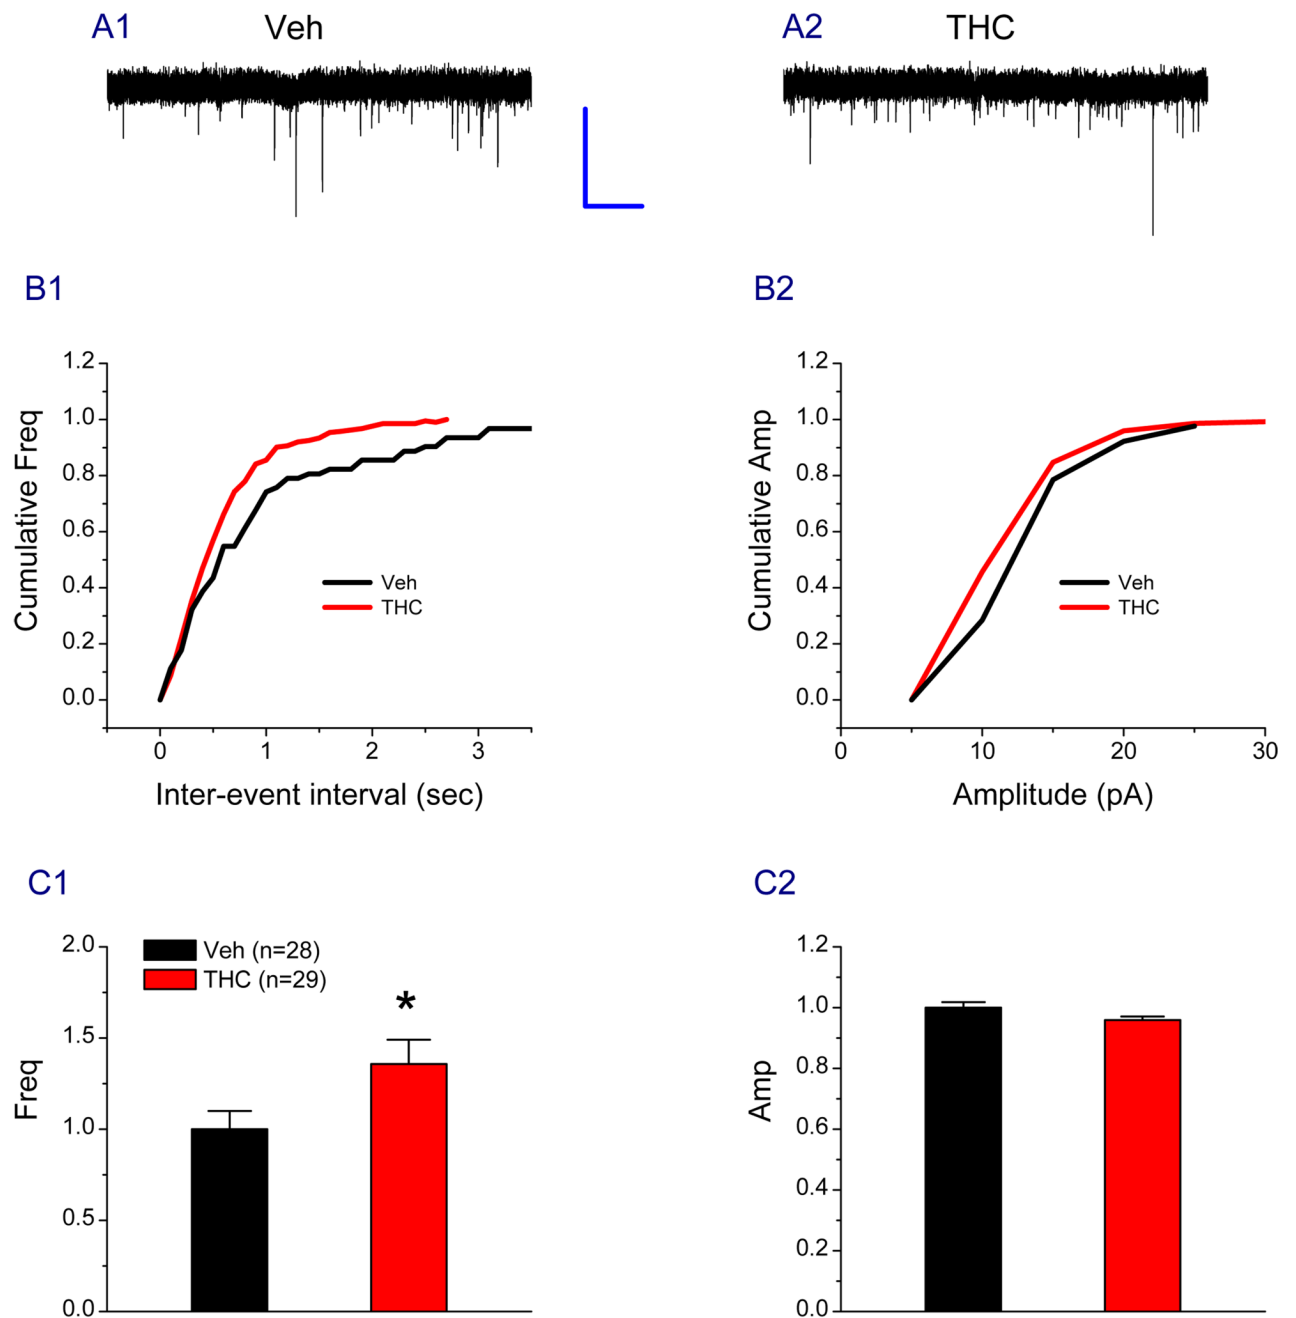 A1 Veh A2 THC
B1 B2
1.2
1.0
0.8
0.6
0.4
0.2
0.0
Cumulative Freq
Veh
THC
0 1 2 3
Inter-event interval (sec)
1.2
1.0
0.8
0.6
0.4
0.2
0.0
Cumulative Amp
Veh
THC
0 10 20 30
Amplitude (pA)
C1 C2
2.0
1.5
1.0
0.5
0.0
Freq
Veh (n=28)
THC (n=29)
*
1.2
1.0
0.8
0.6
0.4
0.2
0.0
Amp